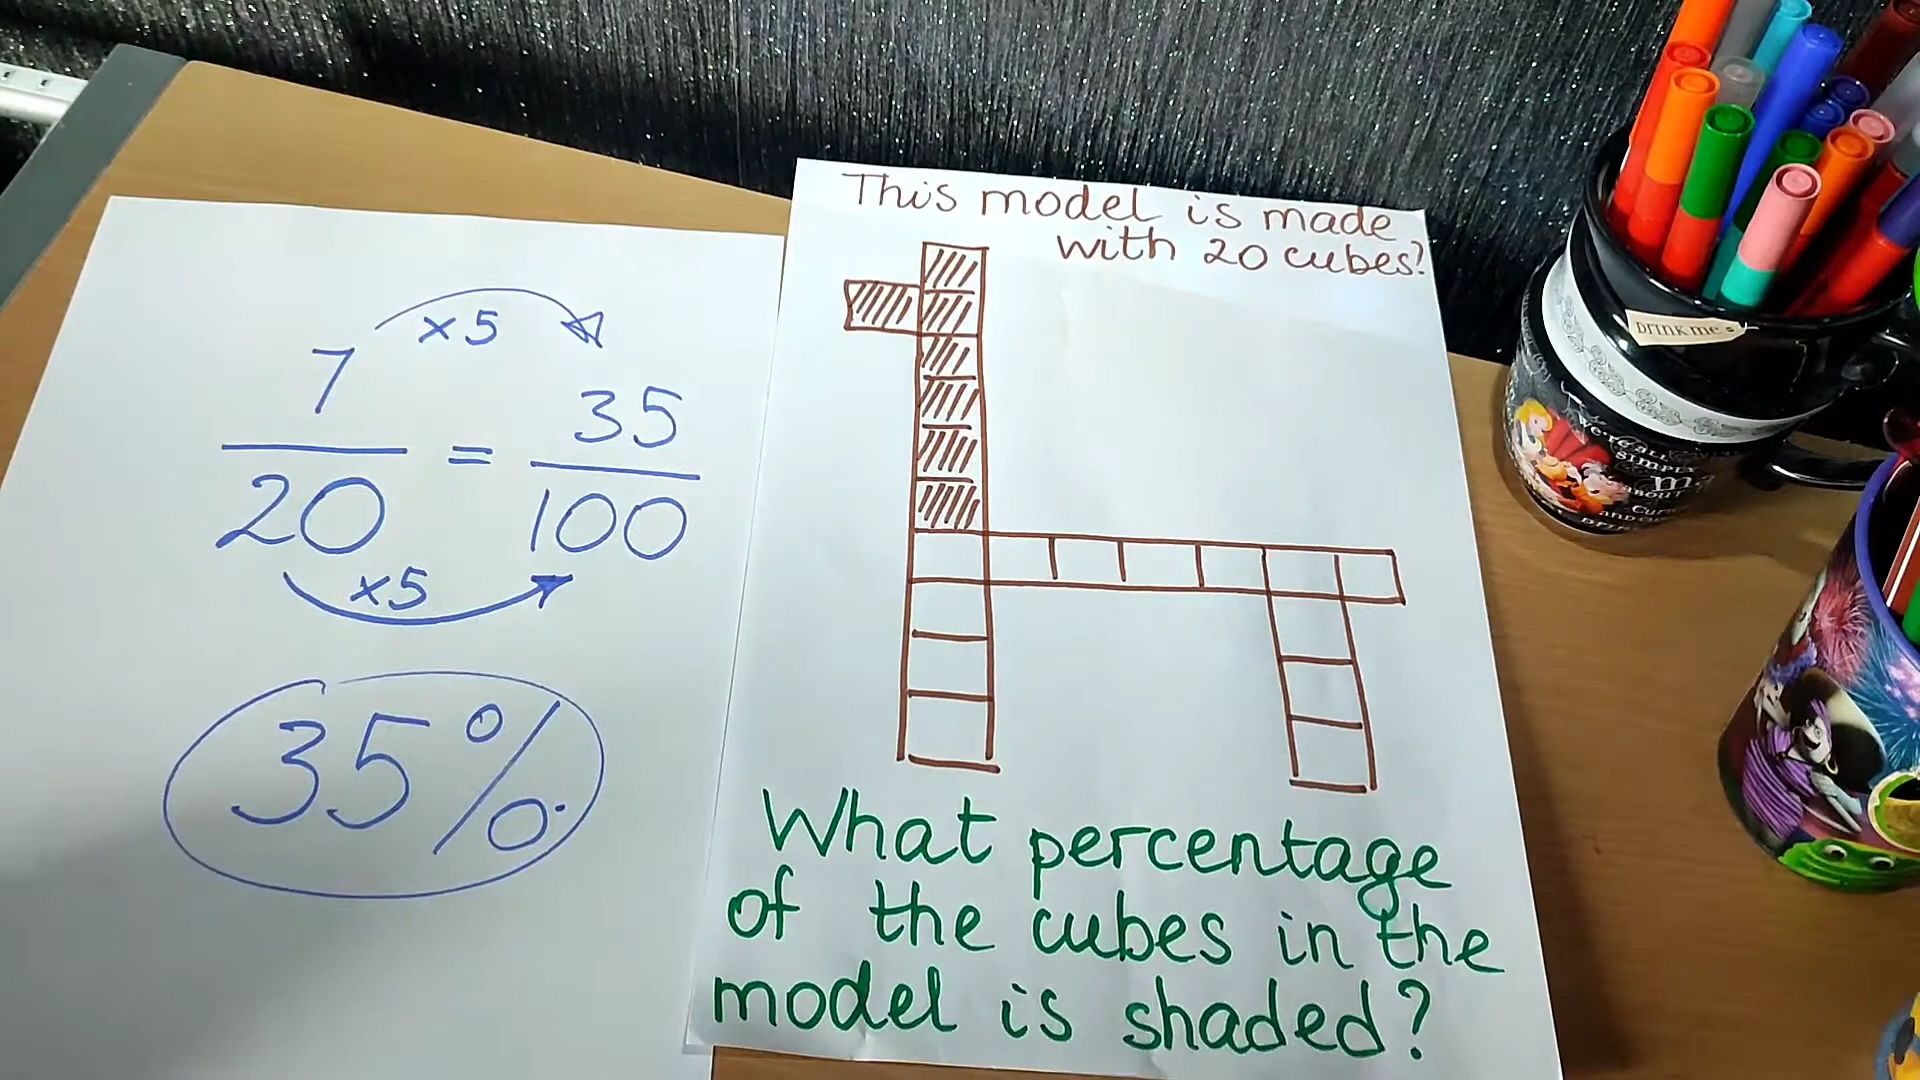 This model is made
with 20 cubes!
7 ×5
20 = 35
100
×5
35%
What percentage
of the cubes in the
model is shaded?
DRINK me
SIMPLY